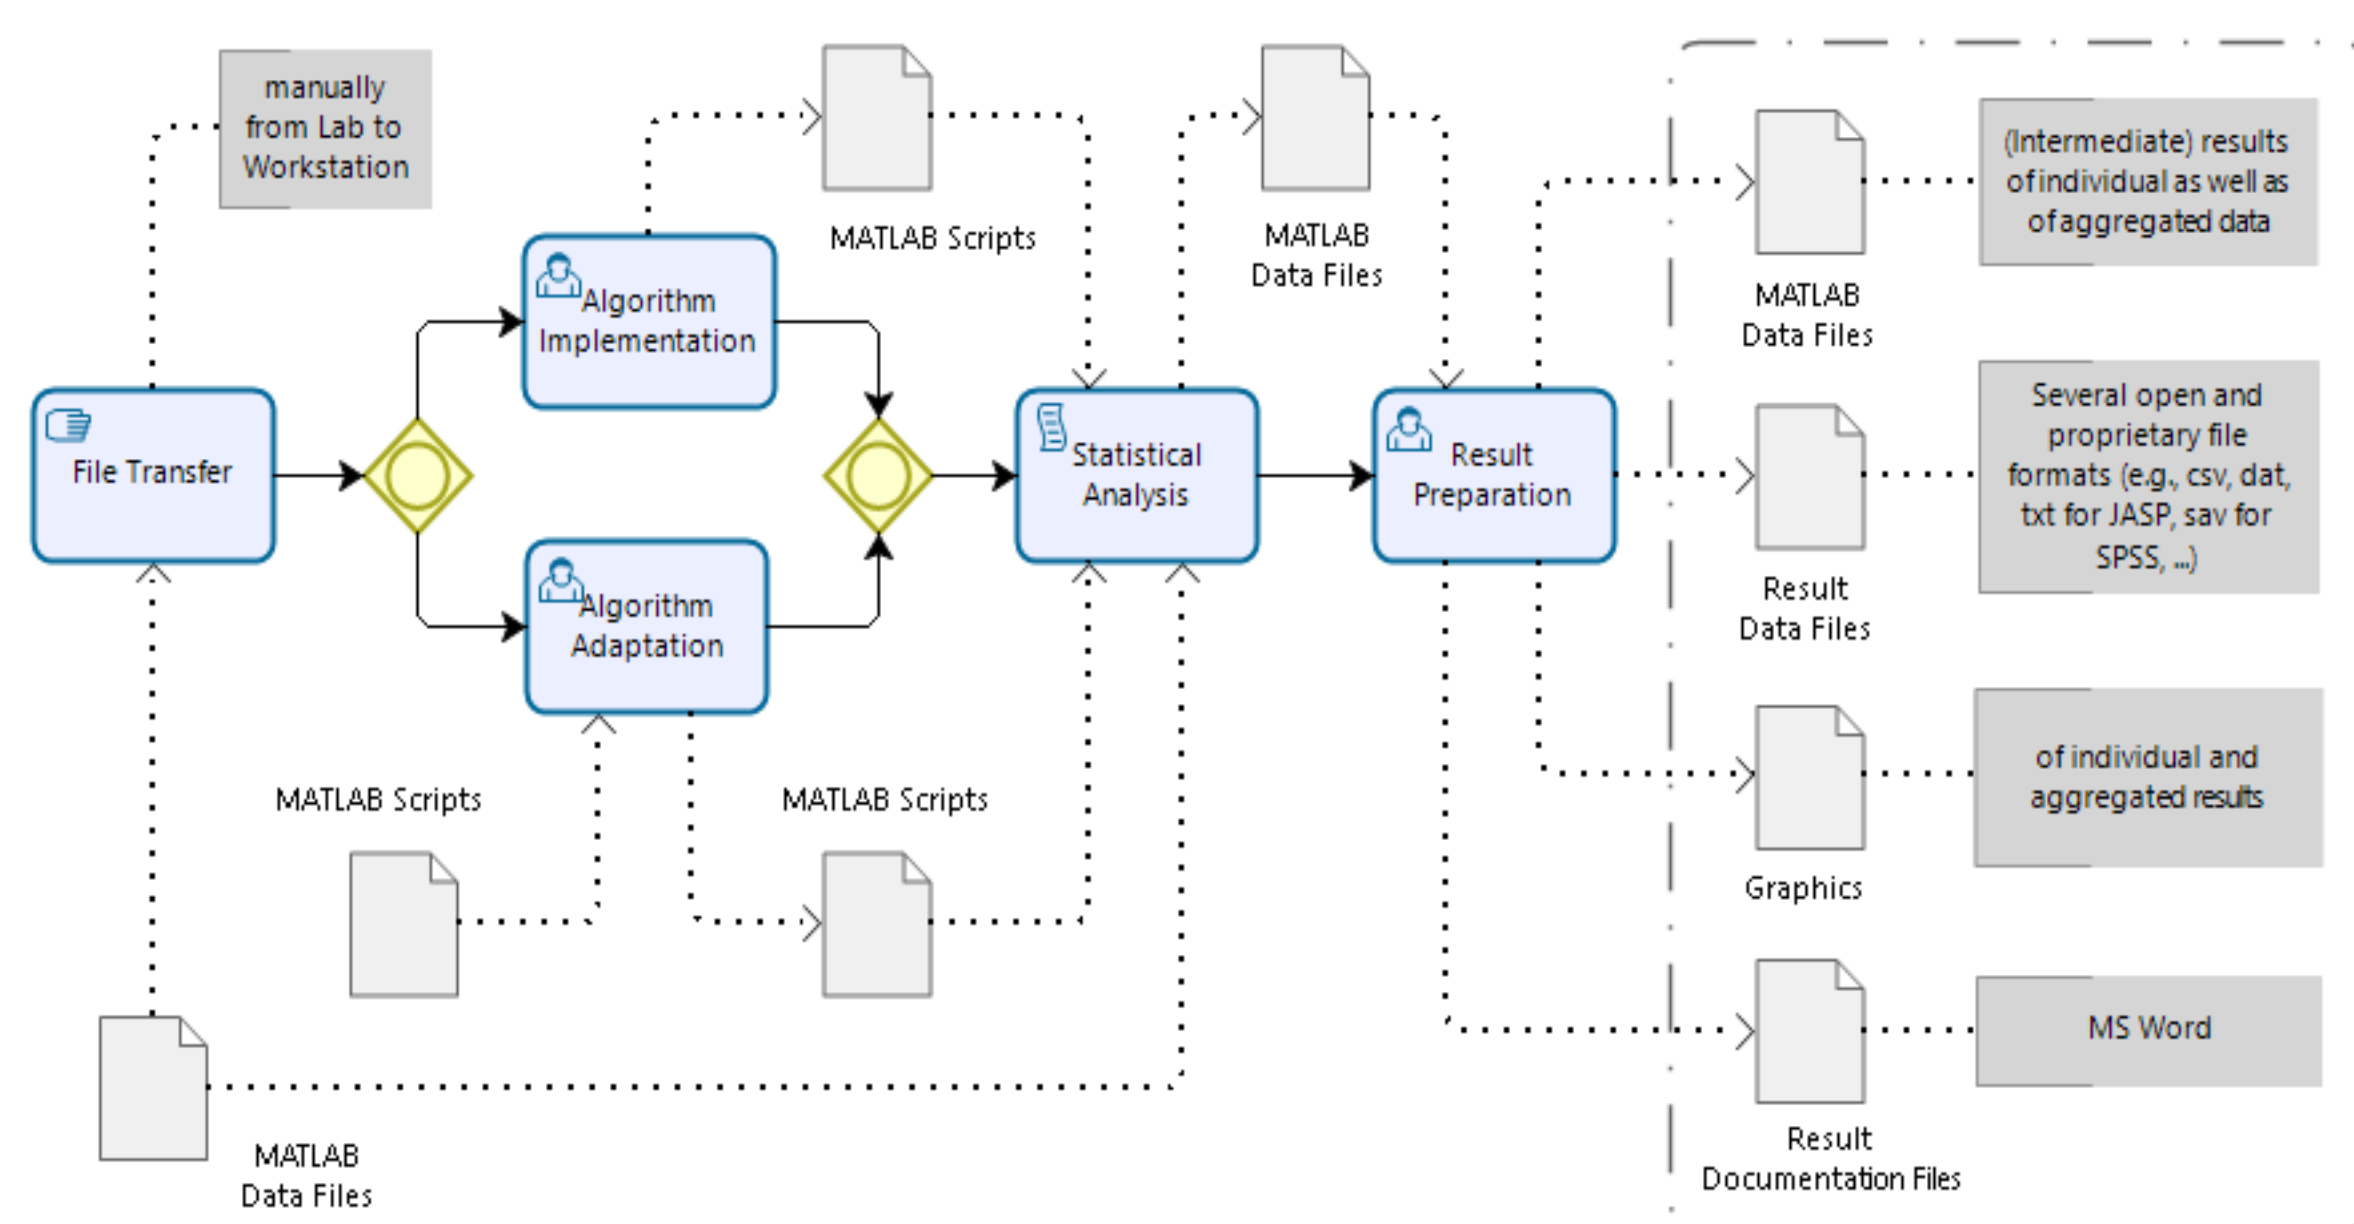 manually
from Lab to
Workstation
MATLAB Scripts
MATLAB
Data Files
(Intermediate) results
of individual as well as
of aggregated data
MATLAB
Data Files
Algorithm
Implementation
File Transfer
Statistical
Analysis
Result
Preparation
Several open and
proprietary file
formats (e.g., csv, dat,
txt for JASP, sav for
SPSS, ...)
Result
Data Files
Algorithm
Adaptation
MATLAB Scripts
MATLAB Scripts
of individual and
aggregated results
Graphics
MS Word
MATLAB
Data Files
Result
Documentation Files